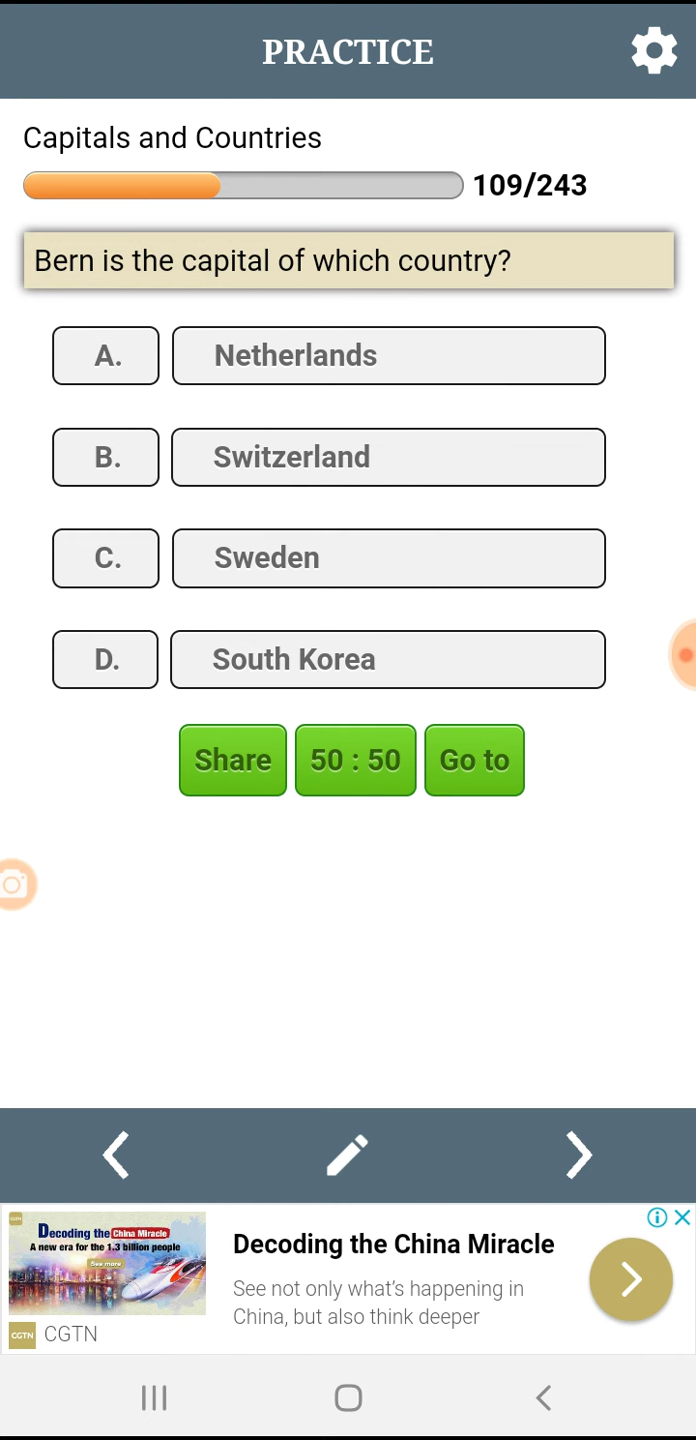 PRACTICE
Capitals and Countries
109/243
Bern is the capital of which country?
A. Netherlands
B. Switzerland
C. Sweden
D. South Korea
Share 50 : 50 Go to
Decoding the China Miracle
A new era for the 1.3 billion people
See more
CGTN CGTN
Decoding the China Miracle
See not only what's happening in
China, but also think deeper